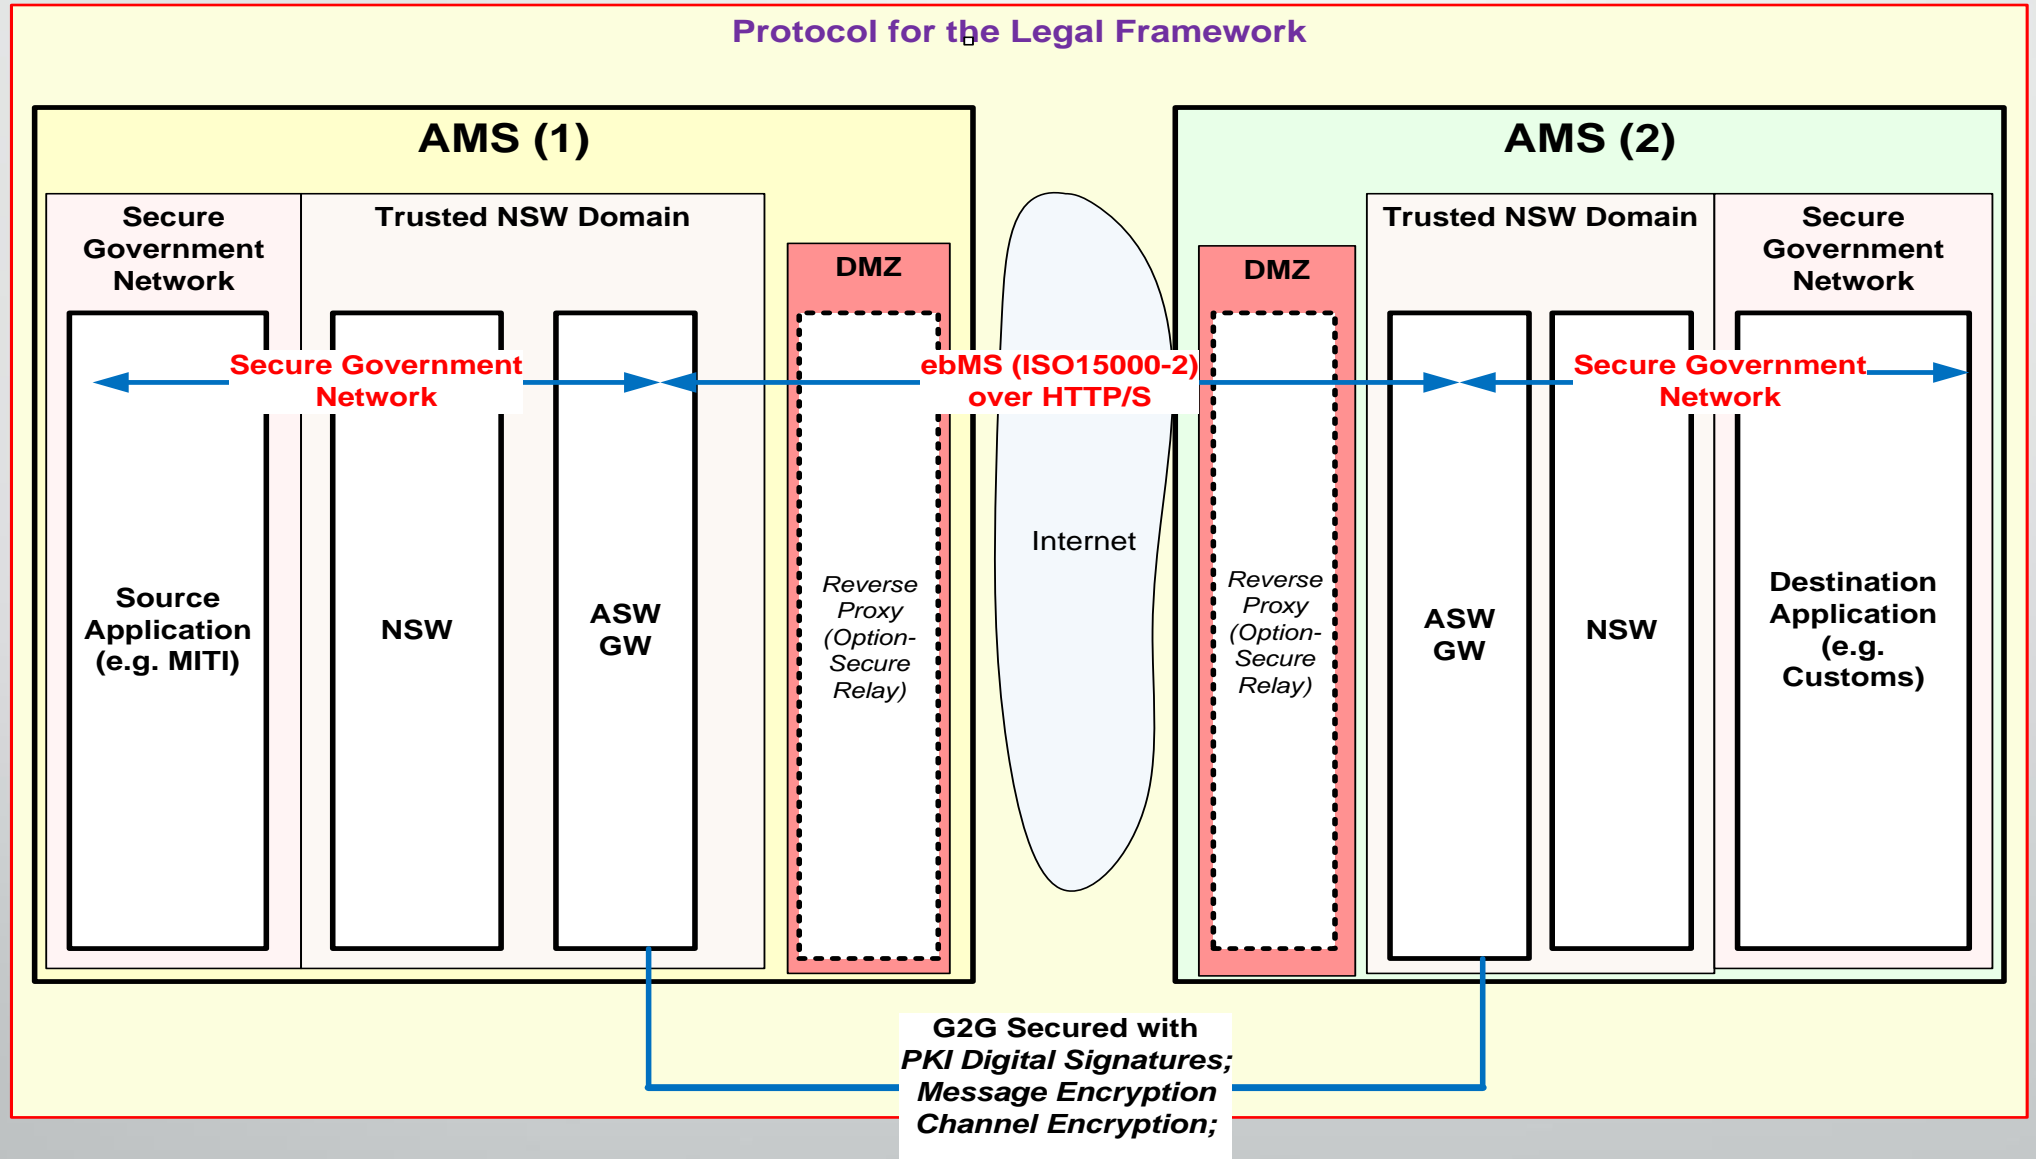 Protocol for the Legal Framework
AMS (1)
Secure
Government
Network
Trusted NSW Domain
DMZ
Secure Government
Network
Source
Application
(e.g. MITI)
NSW
ASW
GW
Reverse
Proxy
(Option-
Secure
Relay)
ebMS (ISO15000-2)
over HTTP/S
Internet
AMS (2)
DMZ
Trusted NSW Domain
Secure
Government
Network
Secure Government
Network
Reverse
Proxy
(Option-
Secure
Relay)
ASW
GW
NSW
Destination
Application
(e.g.
Customs)
G2G Secured with
PKI Digital Signatures;
Message Encryption
Channel Encryption;